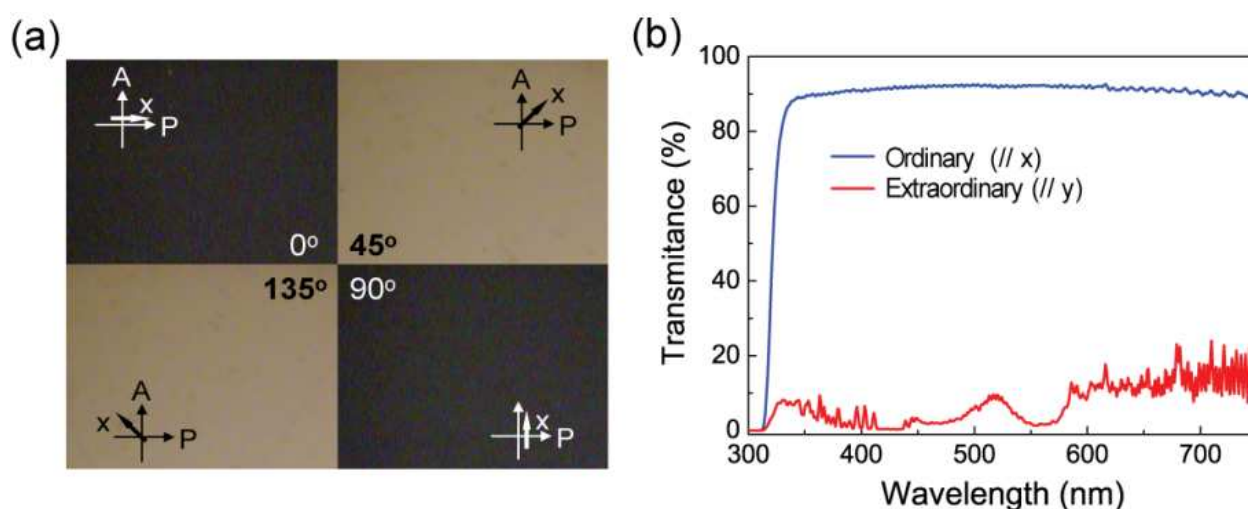 (a)
A
x
P
0°
A
x
P
45°
135°
A
x
P
90°
x
P
(b)
100
80
60
40
20
0
Transmitance (%)
Ordinary (// x)
Extraordinary (// y)
300 400 500 600 700
Wavelength (nm)